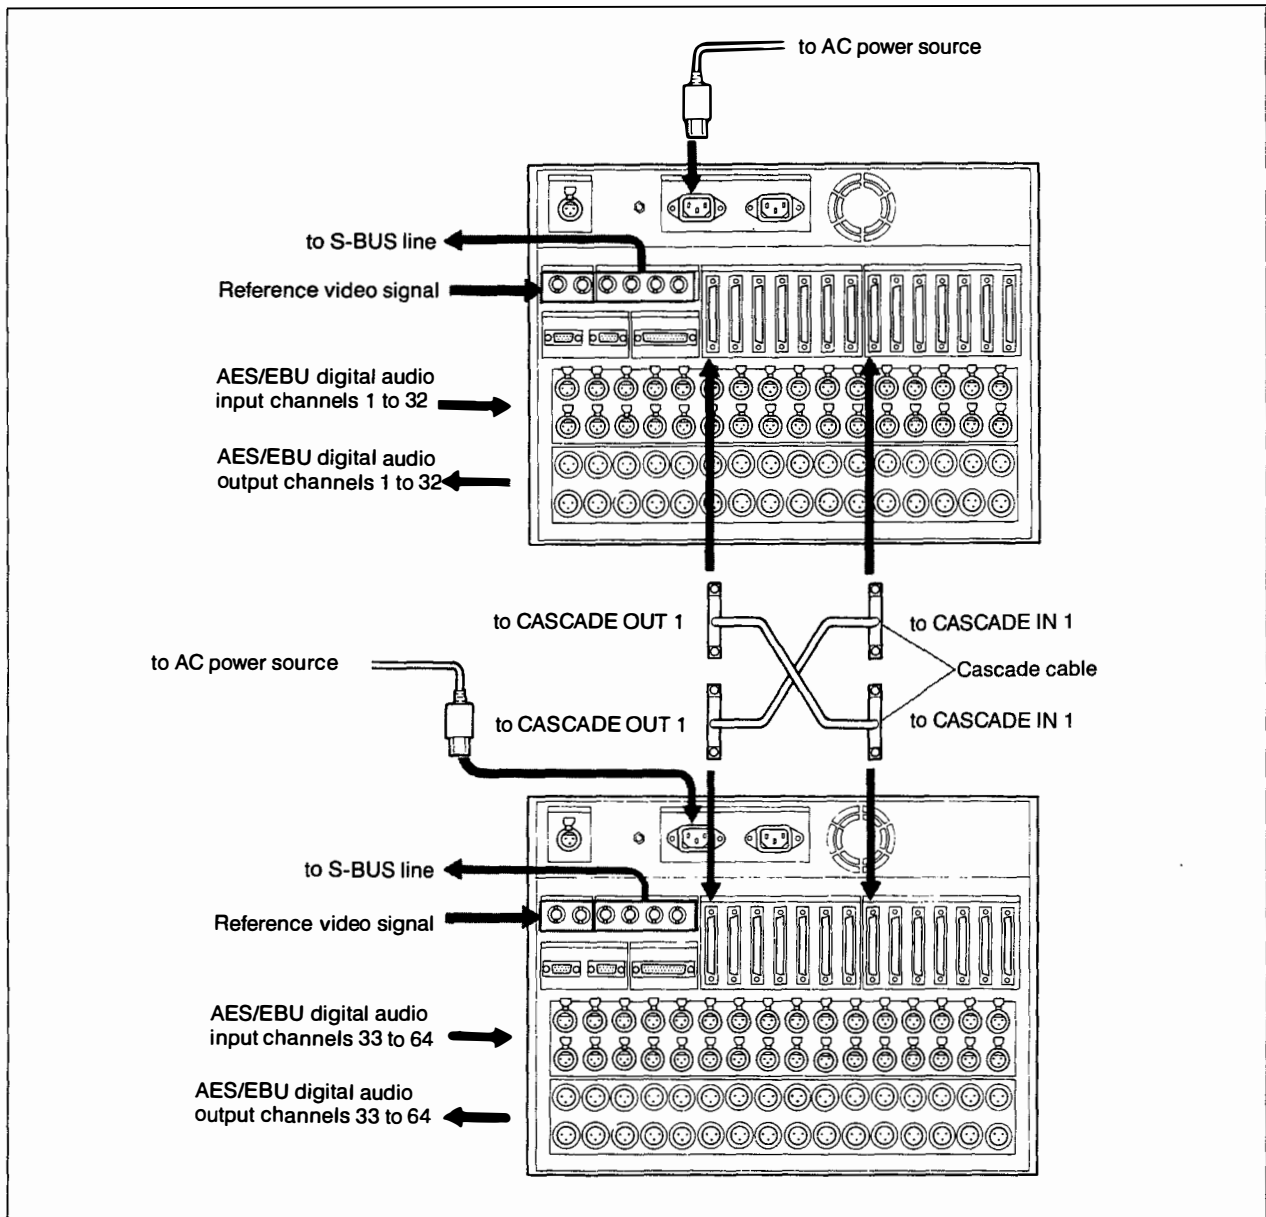 to AC power source
to S-BUS line
Reference video signal
AES/EBU digital audio
input channels 1 to 32
AES/EBU digital audio
output channels 1 to 32
to CASCADE OUT 1
to CASCADE IN 1
Cascade cable
to AC power source
to CASCADE OUT 1
to CASCADE IN 1
to S-BUS line
Reference video signal
AES/EBU digital audio
input channels 33 to 64
AES/EBU digital audio
output channels 33 to 64